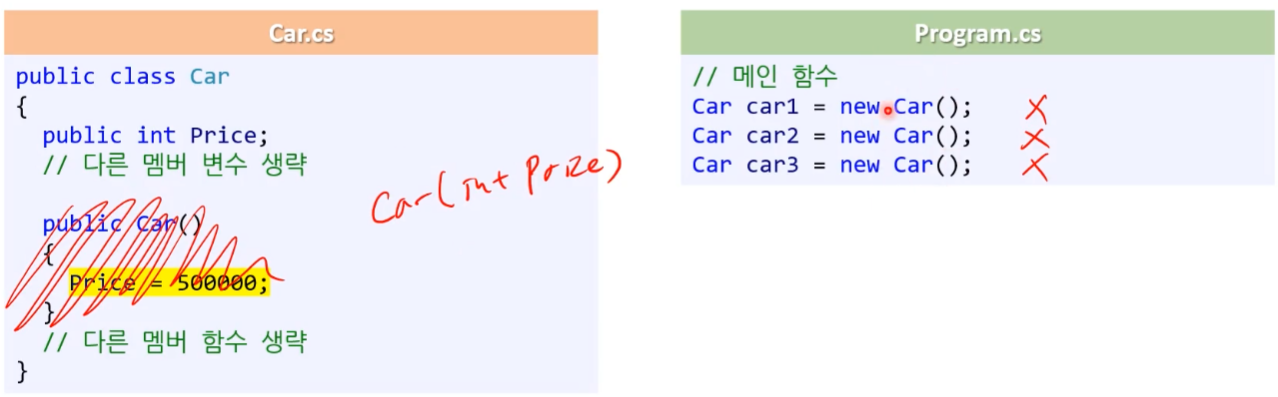 Car.cs
public class Car
{
public int Price;
// 다른 멤버 변수 생략
Car(int Prize)
public Car()
{
Price = 500000;
}
// 다른 멤버 함수 생략
}
Program.cs
// 메인 함수
Car car1 = new Car(); X
Car car2 = new Car(); X
Car car3 = new Car(); X